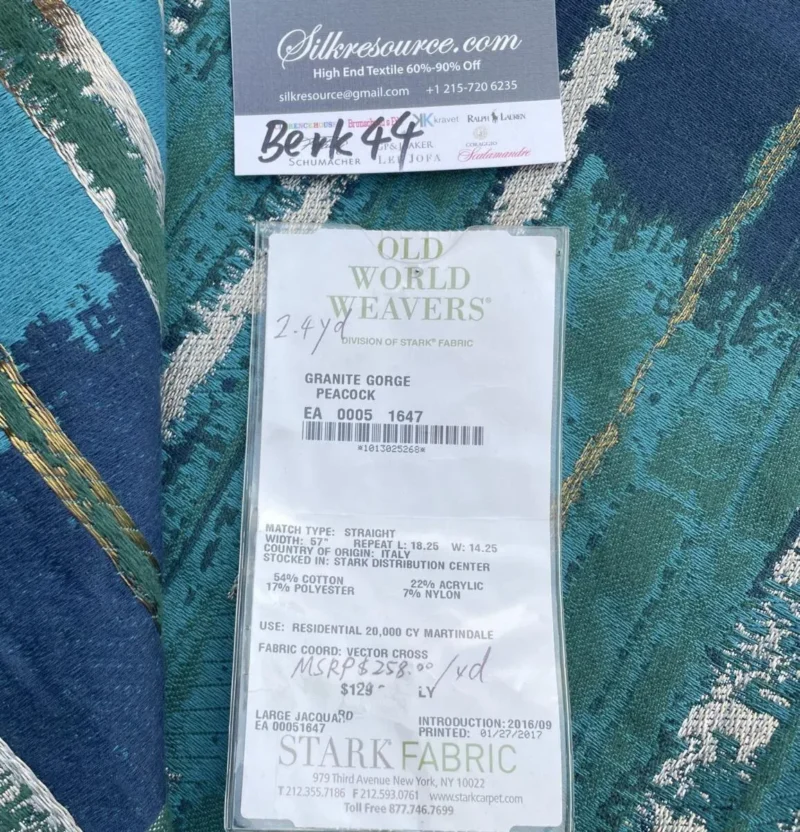 Silkresource.com
High End Textile 60%-90% Off
silkresource@gmail.com +1 215-720 6235
kravet RALPH LAUREN
Berk 44
CORAGGIO
SCHUMACHER LEE JOFA Scalamandre
OLD
WORLD
WEAVERS®
2.4yd
DIVISION OF STARK® FABRIC
GRANITE GORGE
PEACOCK
EA 0005 1647
*1013025268*
MATCH TYPE: STRAIGHT
WIDTH: 57" REPEAT L: 18.25 W: 14.25
COUNTRY OF ORIGIN: ITALY
STOCKED IN: STARK DISTRIBUTION CENTER
54% COTTON 22% ACRYLIC
17% POLYESTER 7% NYLON
USE: RESIDENTIAL 20,000 CY MARTINDALE
FABRIC COORD: VECTOR CROSS
MSRP $258.00/yd
$129 LY
LARGE JACQUARD INTRODUCTION: 2016/09
EA 00051647 PRINTED: 01/27/2017
STARK FABRIC
979 Third Avenue New York, NY 10022
T 212.355.7186 F 212.593.0761 www.starkcarpet.com
Toll Free 877.746.7699